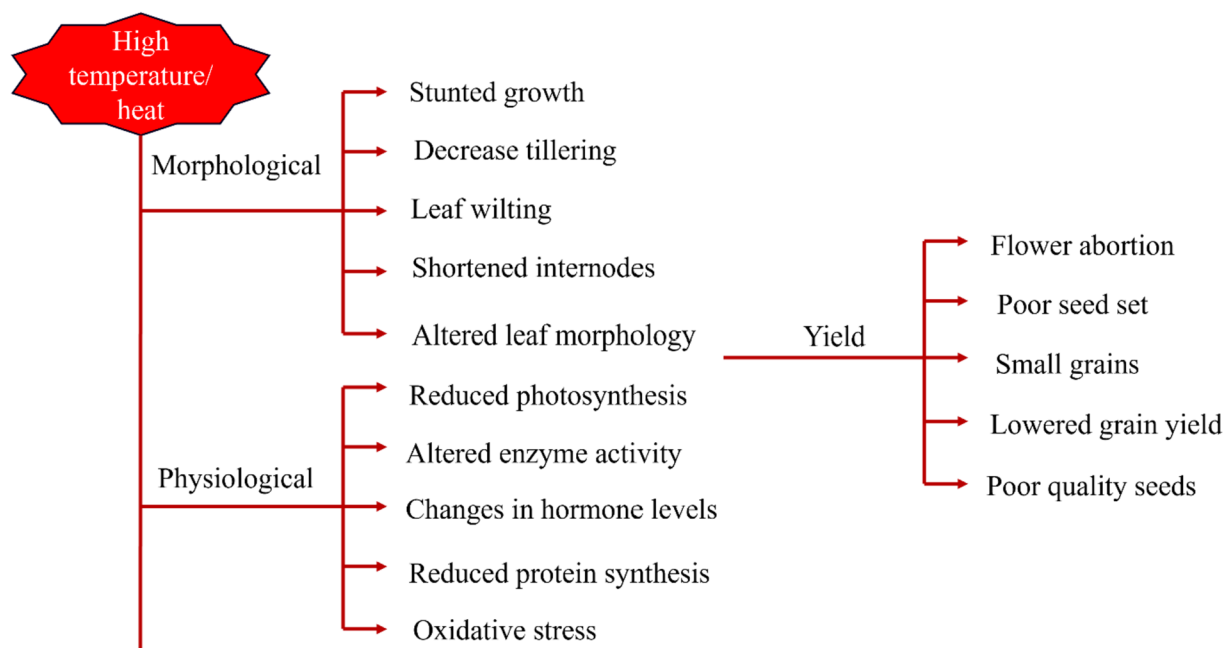 High
temperature/
heat
Morphological
Stunted growth
Decrease tillering
Leaf wilting
Shortened internodes
Altered leaf morphology
Physiological
Reduced photosynthesis
Altered enzyme activity
Changes in hormone levels
Reduced protein synthesis
Oxidative stress
Yield
Flower abortion
Poor seed set
Small grains
Lowered grain yield
Poor quality seeds